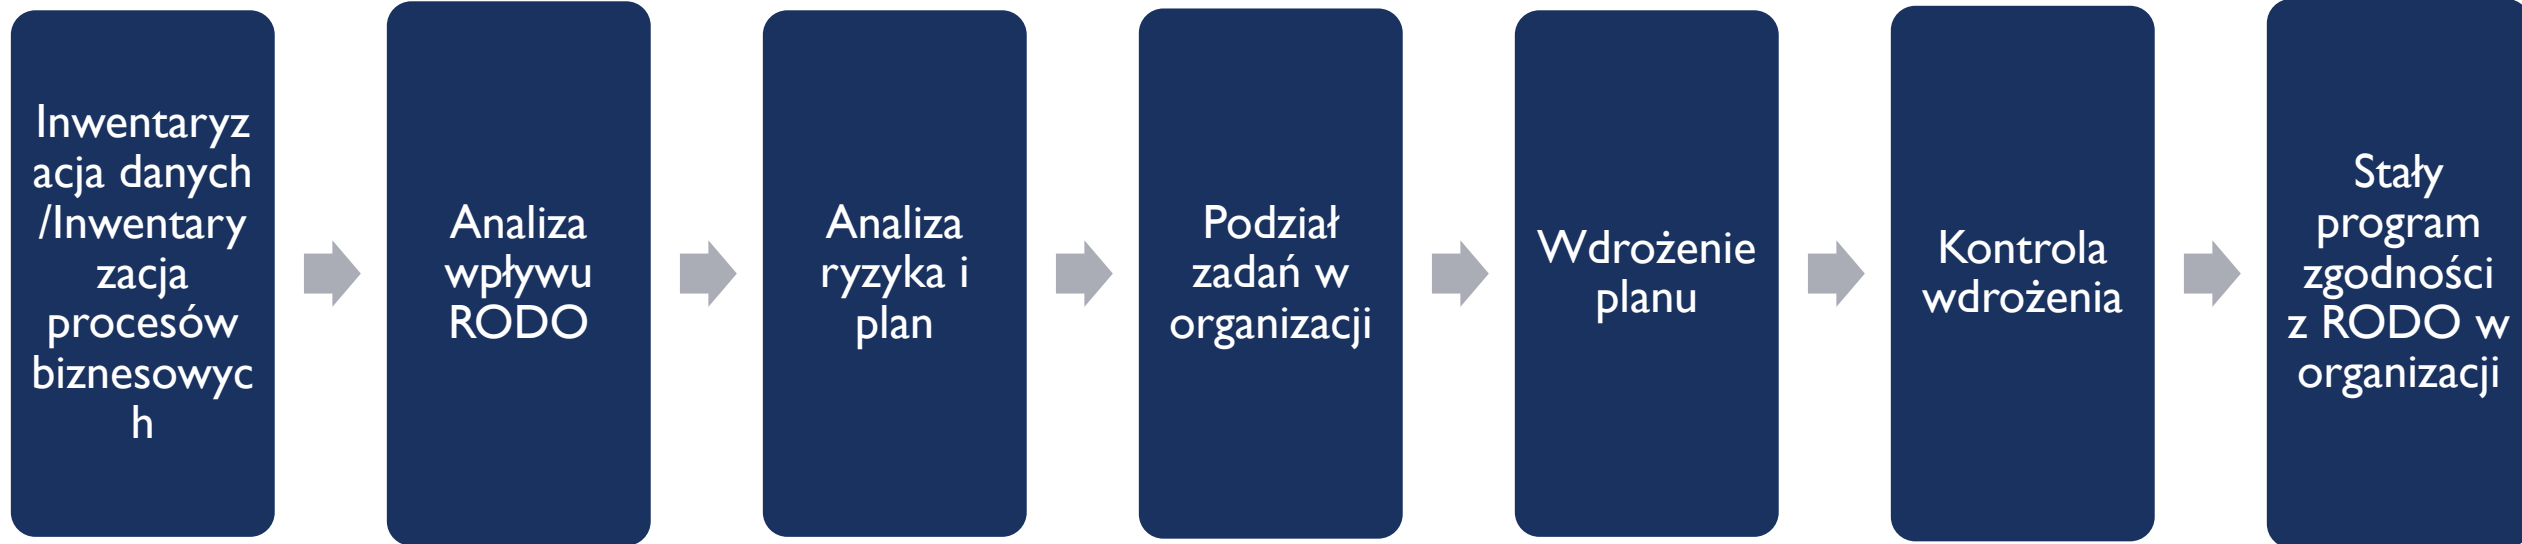 Inwentaryz
acja danych
/Inwentary
zacja
procesów
biznesowyc
h
Analiza
wpływu
RODO
Analiza
ryzyka i
plan
Podział
zadań w
organizacji
Wdrożenie
planu
Kontrola
wdrożenia
Stały
program
zgodności
z RODO w
organizacji